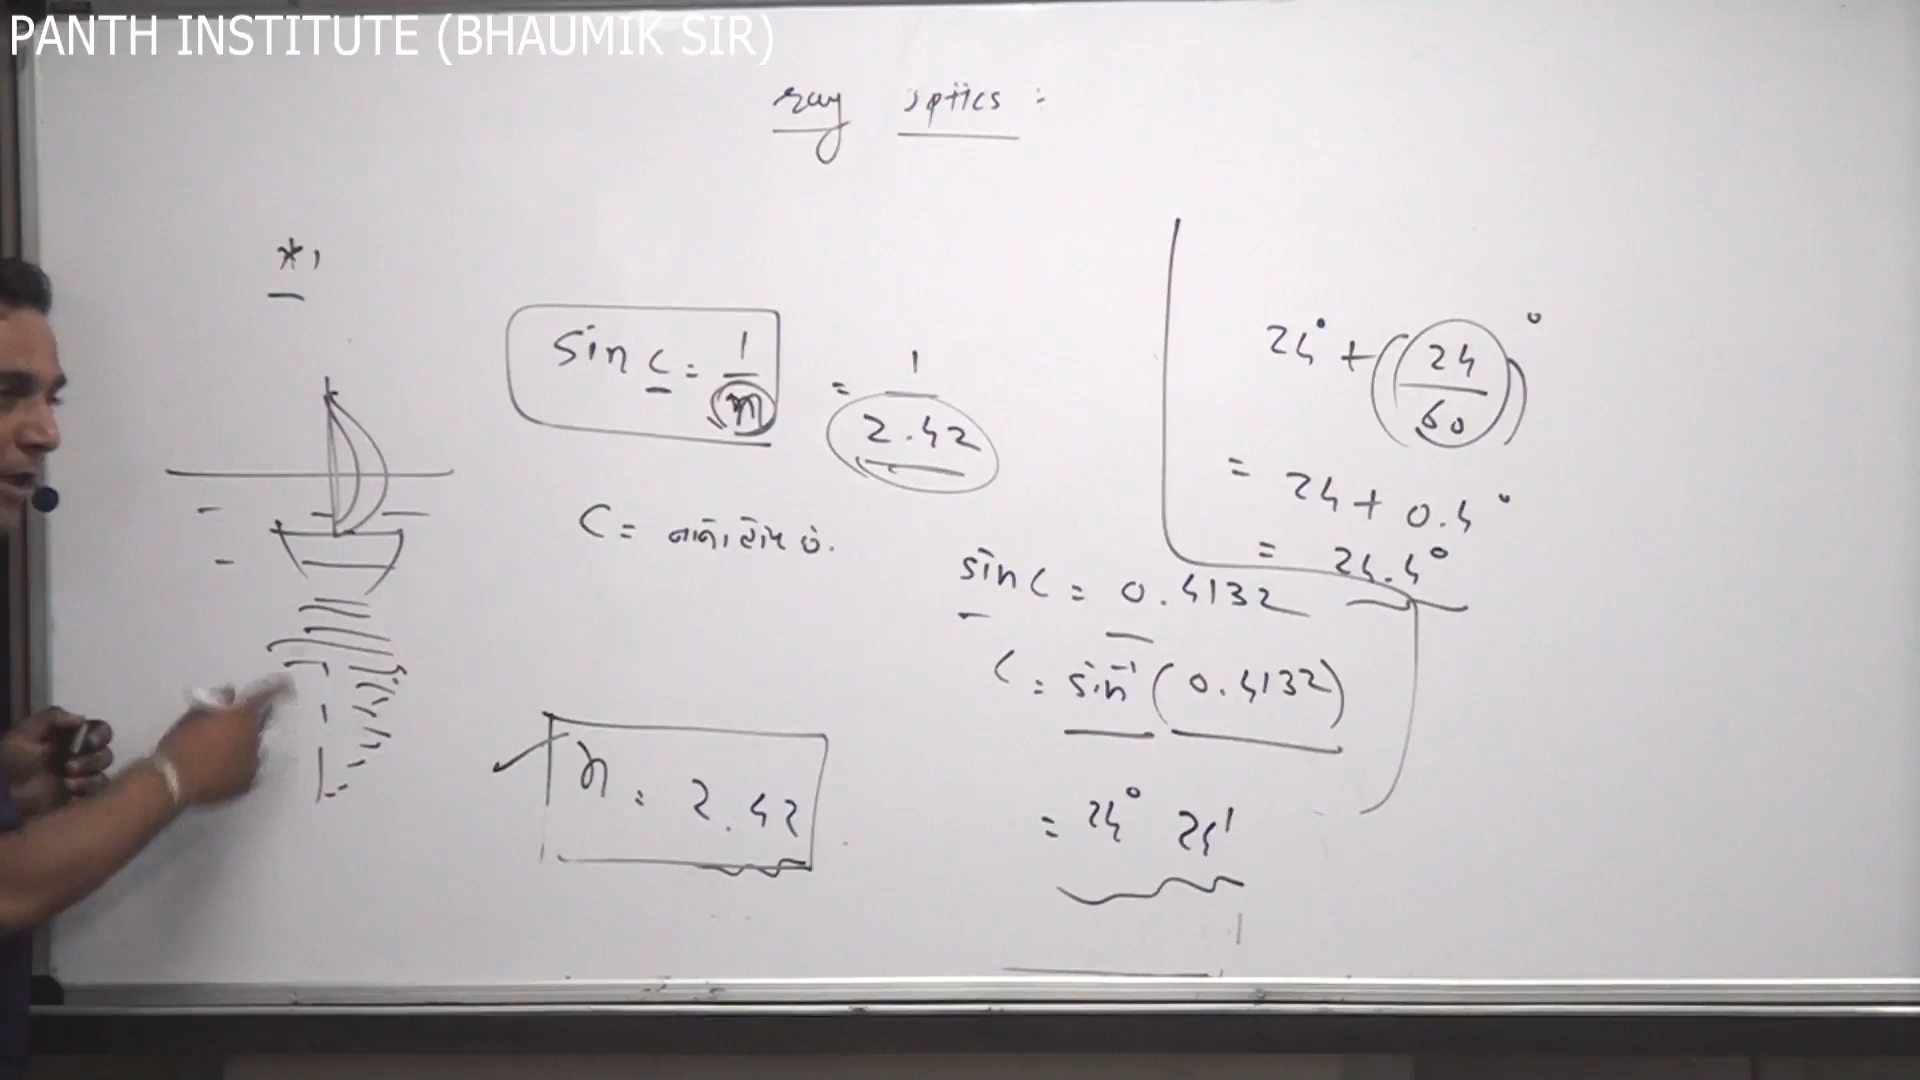 PANTH INSTITUTE (BHAUMIK SIR)
ray optics :
*1
sin c = 1/n = 1/2.42
C = નાનો હોય છે.
n = 2.42
24° + (24/60)°
= 24 + 0.4°
= 24.4°
sin c = 0.4132
C = sin⁻¹ (0.4132)
= 24° 24'